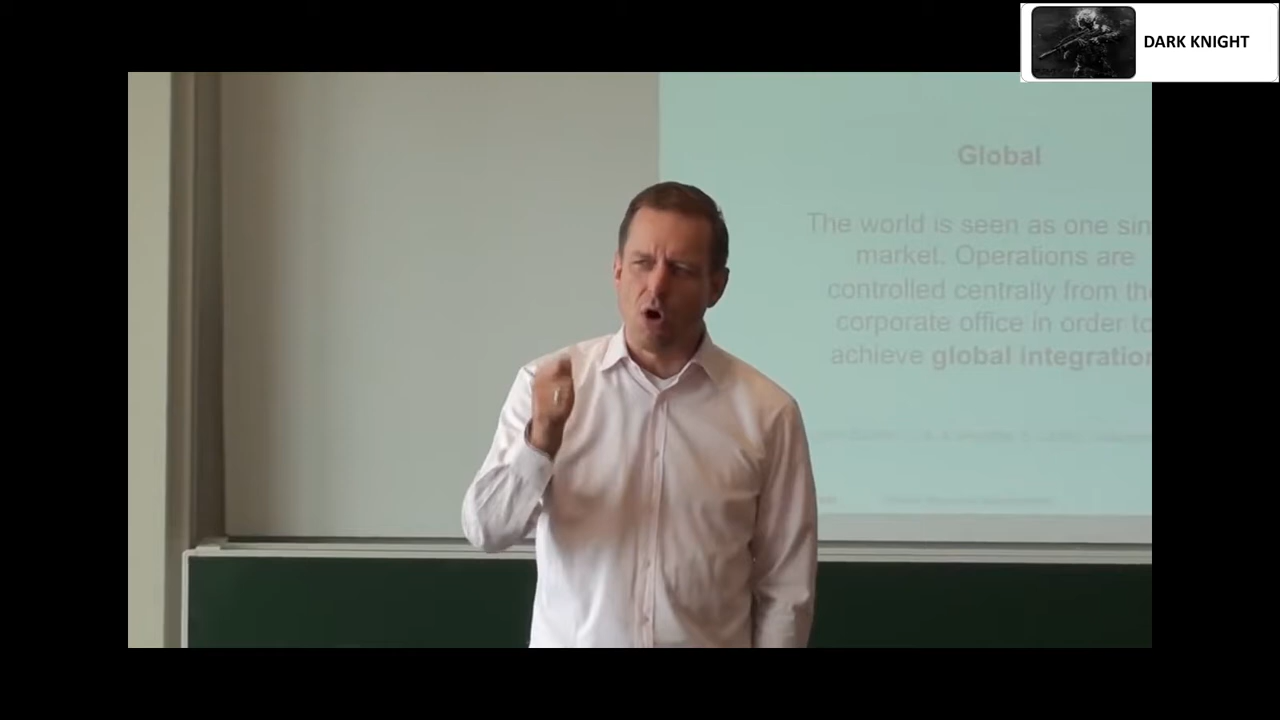 DARK KNIGHT
Global
The world is seen as one sin
market. Operations are
controlled centrally from the
corporate office in order to
achieve global integration